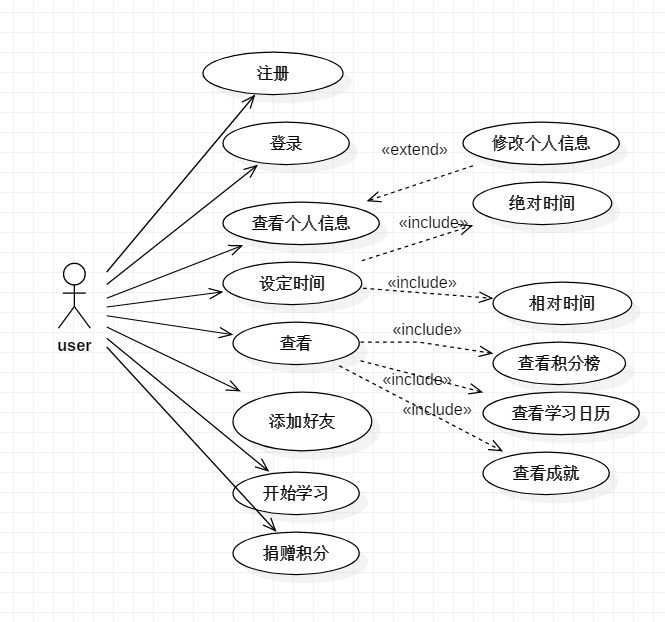 注册
登录
«extend»
修改个人信息
绝对时间
查看个人信息
«include»
设定时间
«include»
相对时间
user
查看
«include»
查看积分榜
«include»
查看学习日历
«include»
添加好友
查看成就
开始学习
捐赠积分